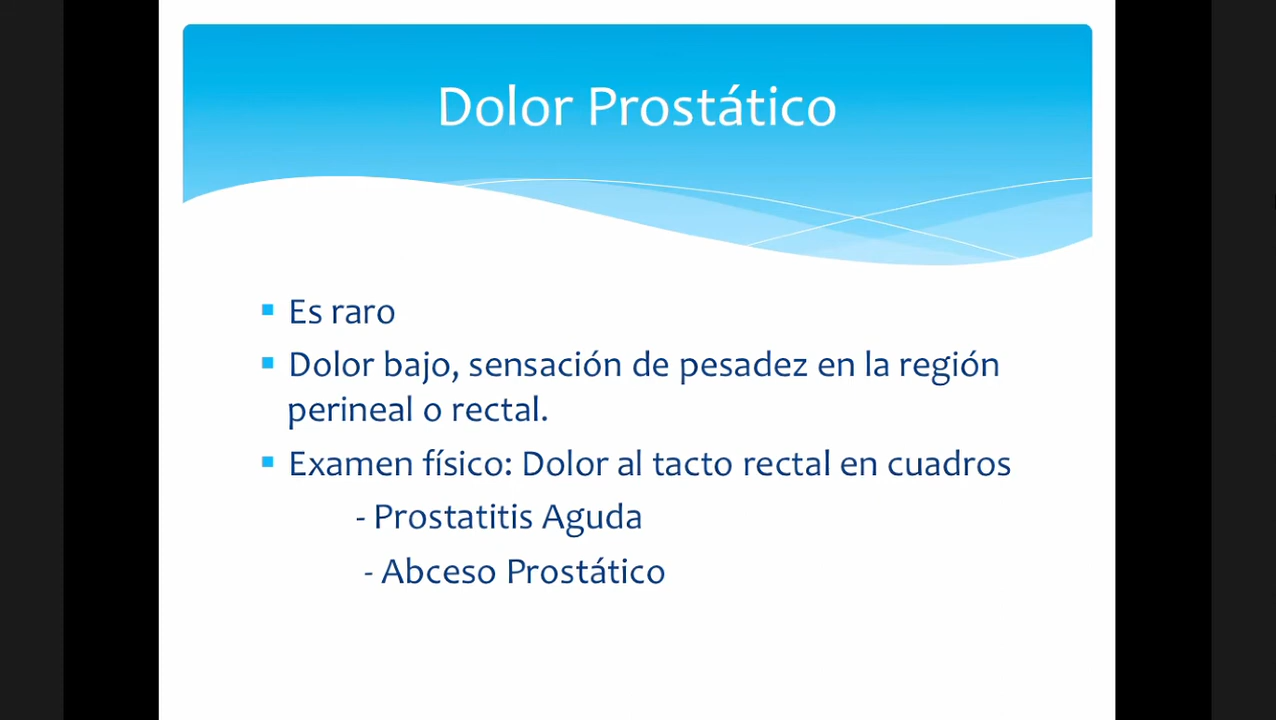 Dolor Prostático
Es raro
Dolor bajo, sensación de pesadez en la región
perineal o rectal.
Examen físico: Dolor al tacto rectal en cuadros
- Prostatitis Aguda
- Abceso Prostático